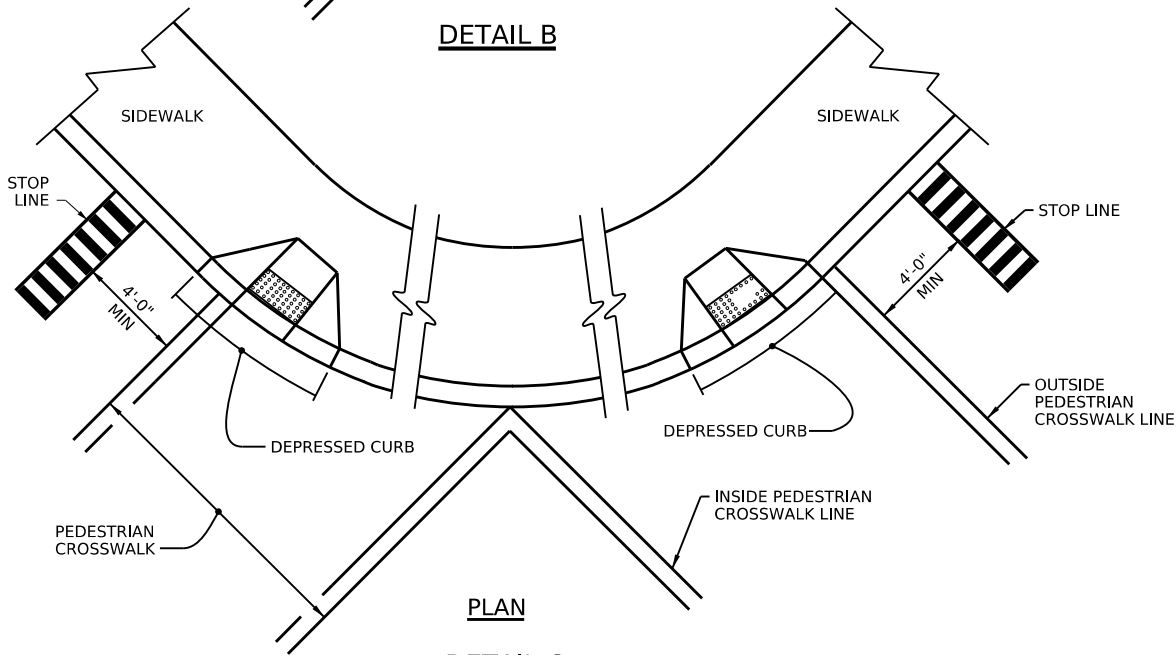 DETAIL B
SIDEWALK
SIDEWALK
STOP
LINE
STOP LINE
4'-0"
MIN
4'-0"
MIN
OUTSIDE
PEDESTRIAN
CROSSWALK LINE
DEPRESSED CURB
DEPRESSED CURB
INSIDE PEDESTRIAN
CROSSWALK LINE
PEDESTRIAN
CROSSWALK
PLAN